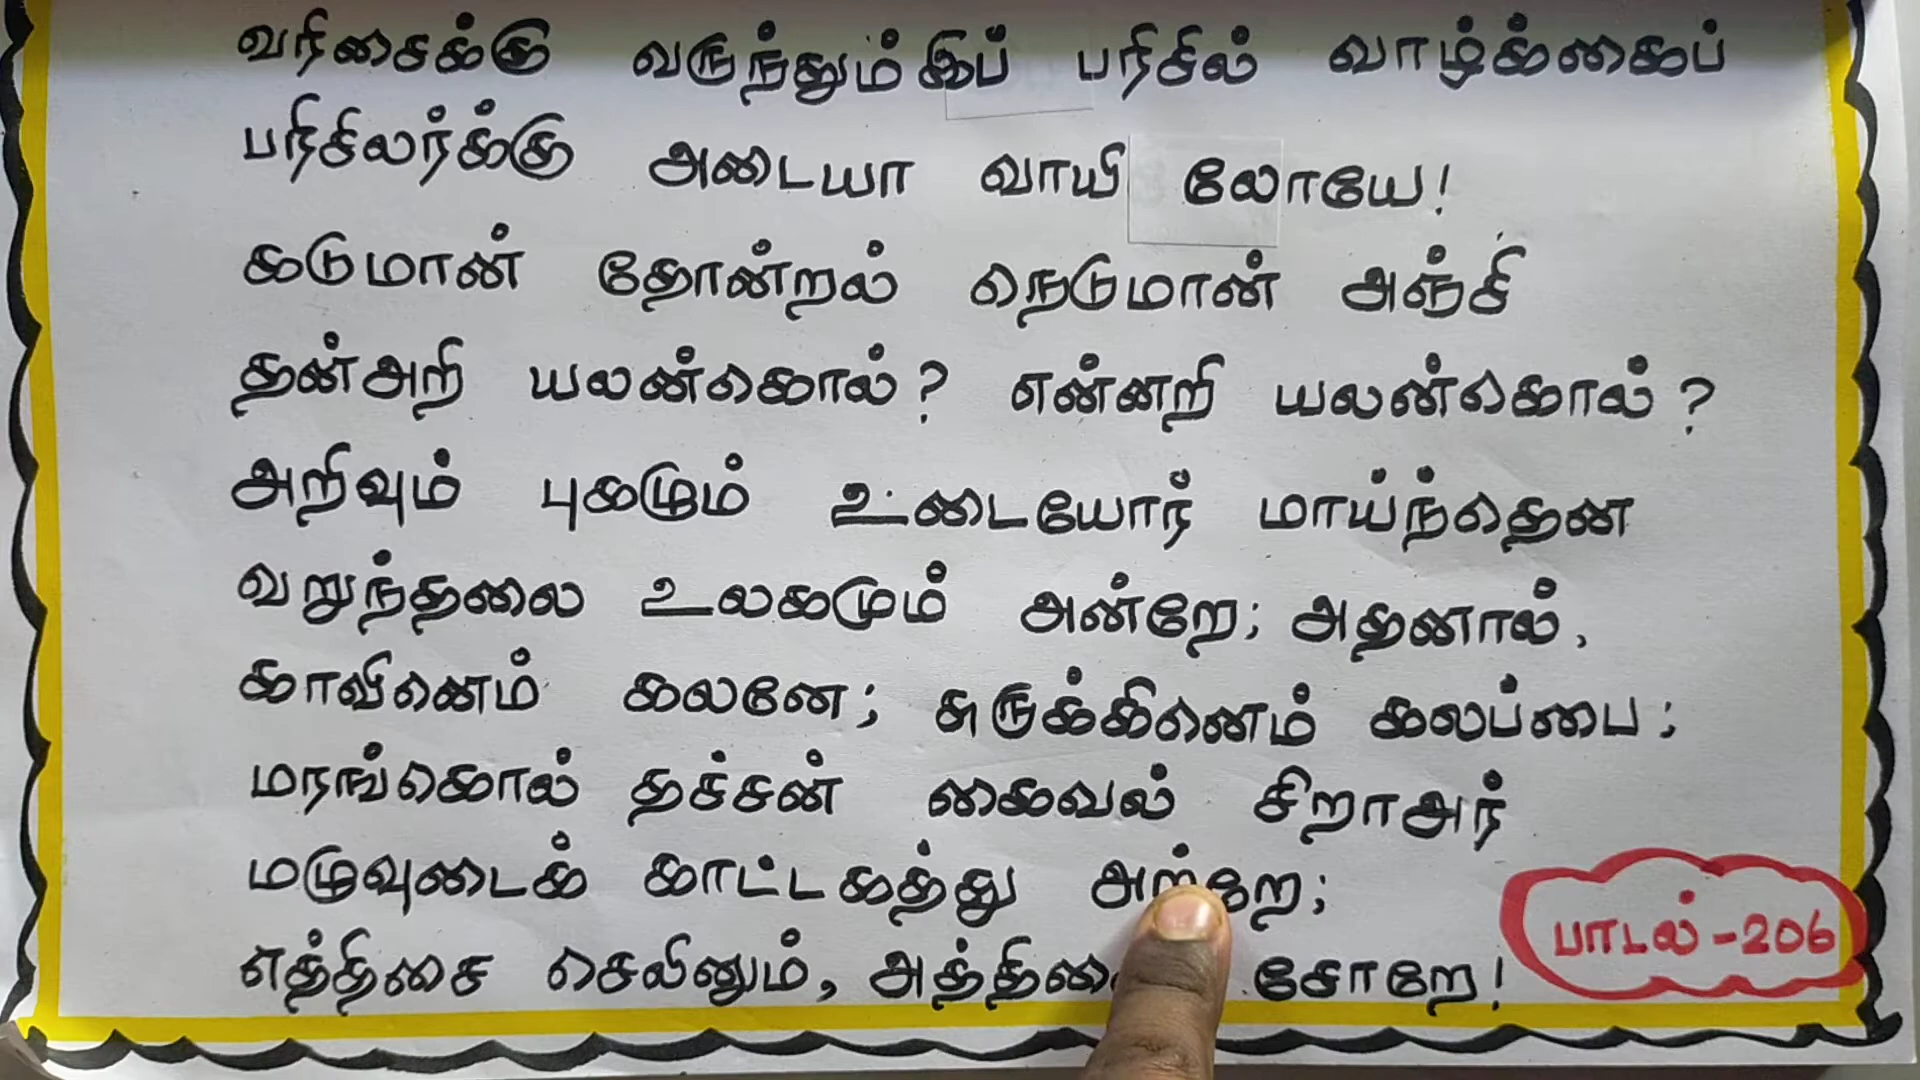 வரிசைக்கு வருந்தும்இப் பரிசில் வாழ்க்கைப்
பரிசிலர்க்கு அடையா வாயி லோயே!
கடுமான் தோன்றல் நெடுமான் அஞ்சி
தன்அறி யலன்கொல்? என்னறி யலன்கொல்?
அறிவும் புகழும் உடையோர் மாய்ந்தென
வறுந்தலை உலகமும் அன்றே; அதனால்,
காவினெம் கலனே; சுருக்கினெம் கலப்பை;
மரங்கொல் தச்சன் கைவல் சிறாஅர்
மழுவுடைக் காட்டகத்து அற்றே;
எத்திசை செலினும், சோறே!
பாடல் -206